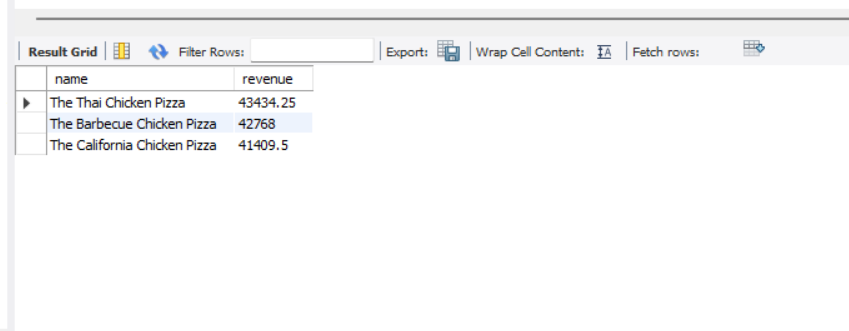 Result Grid Filter Rows: Export: Wrap Cell Content: IA Fetch rows:
name revenue
The Thai Chicken Pizza 43434.25
The Barbecue Chicken Pizza 42768
The California Chicken Pizza 41409.5